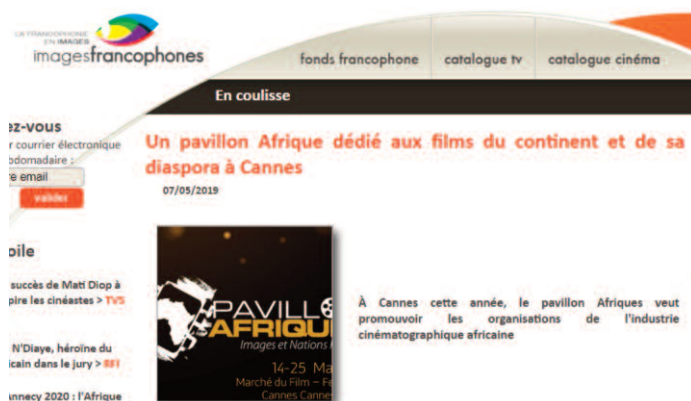 LA FRANCOPHONIE
EN IMAGES
imagesfrancophones
fonds francophone
catalogue tv
catalogue cinéma
En coulisse
ez-vous
r courrier électronique
bdomadaire :
re email
valider
Un pavillon Afrique dédié aux films du continent et de sa
diaspora à Cannes
07/05/2019
oile
succès de Mati Diop à
pire les cinéastes > TV5
N'Diaye, héroïne du
icain dans le jury > RFI
nnecy 2020 : l'Afrique
PAVILL
AFRIQU
Images et Nations
14-25 Ma
Marché du Film – Fe
Cannes Cannes
À Cannes cette année, le pavillon Afriques veut
promouvoir les organisations de l'industrie
cinématographique africaine